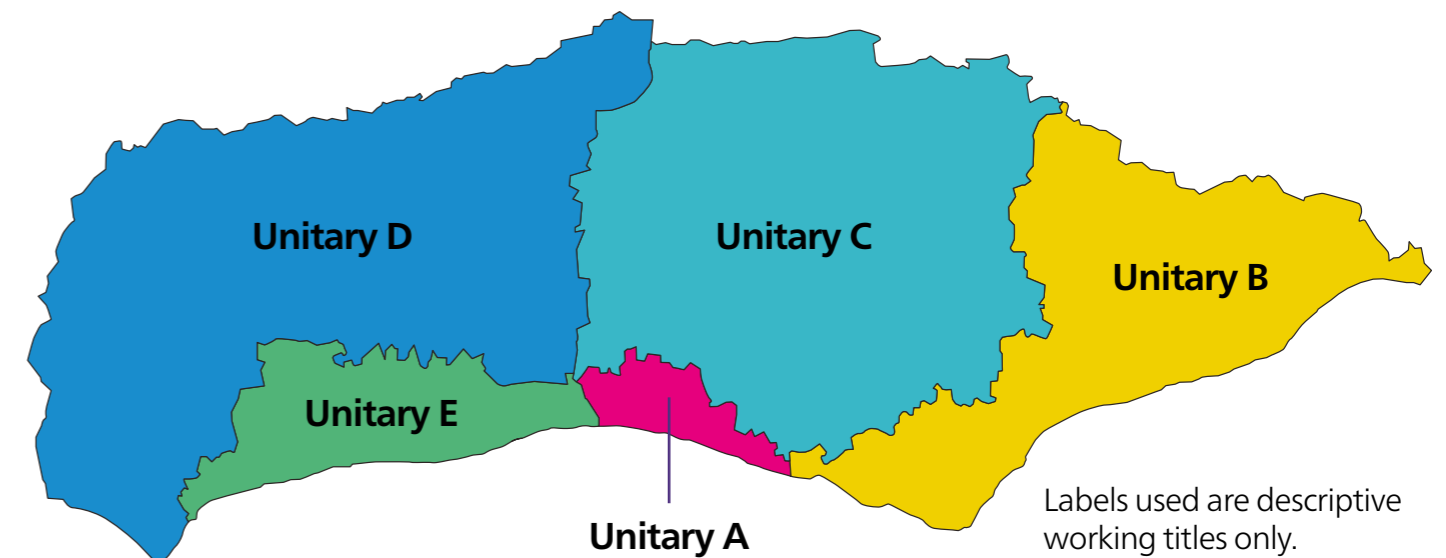 Unitary D
Unitary C
Unitary B
Unitary E
Unitary A
Labels used are descriptive
working titles only.